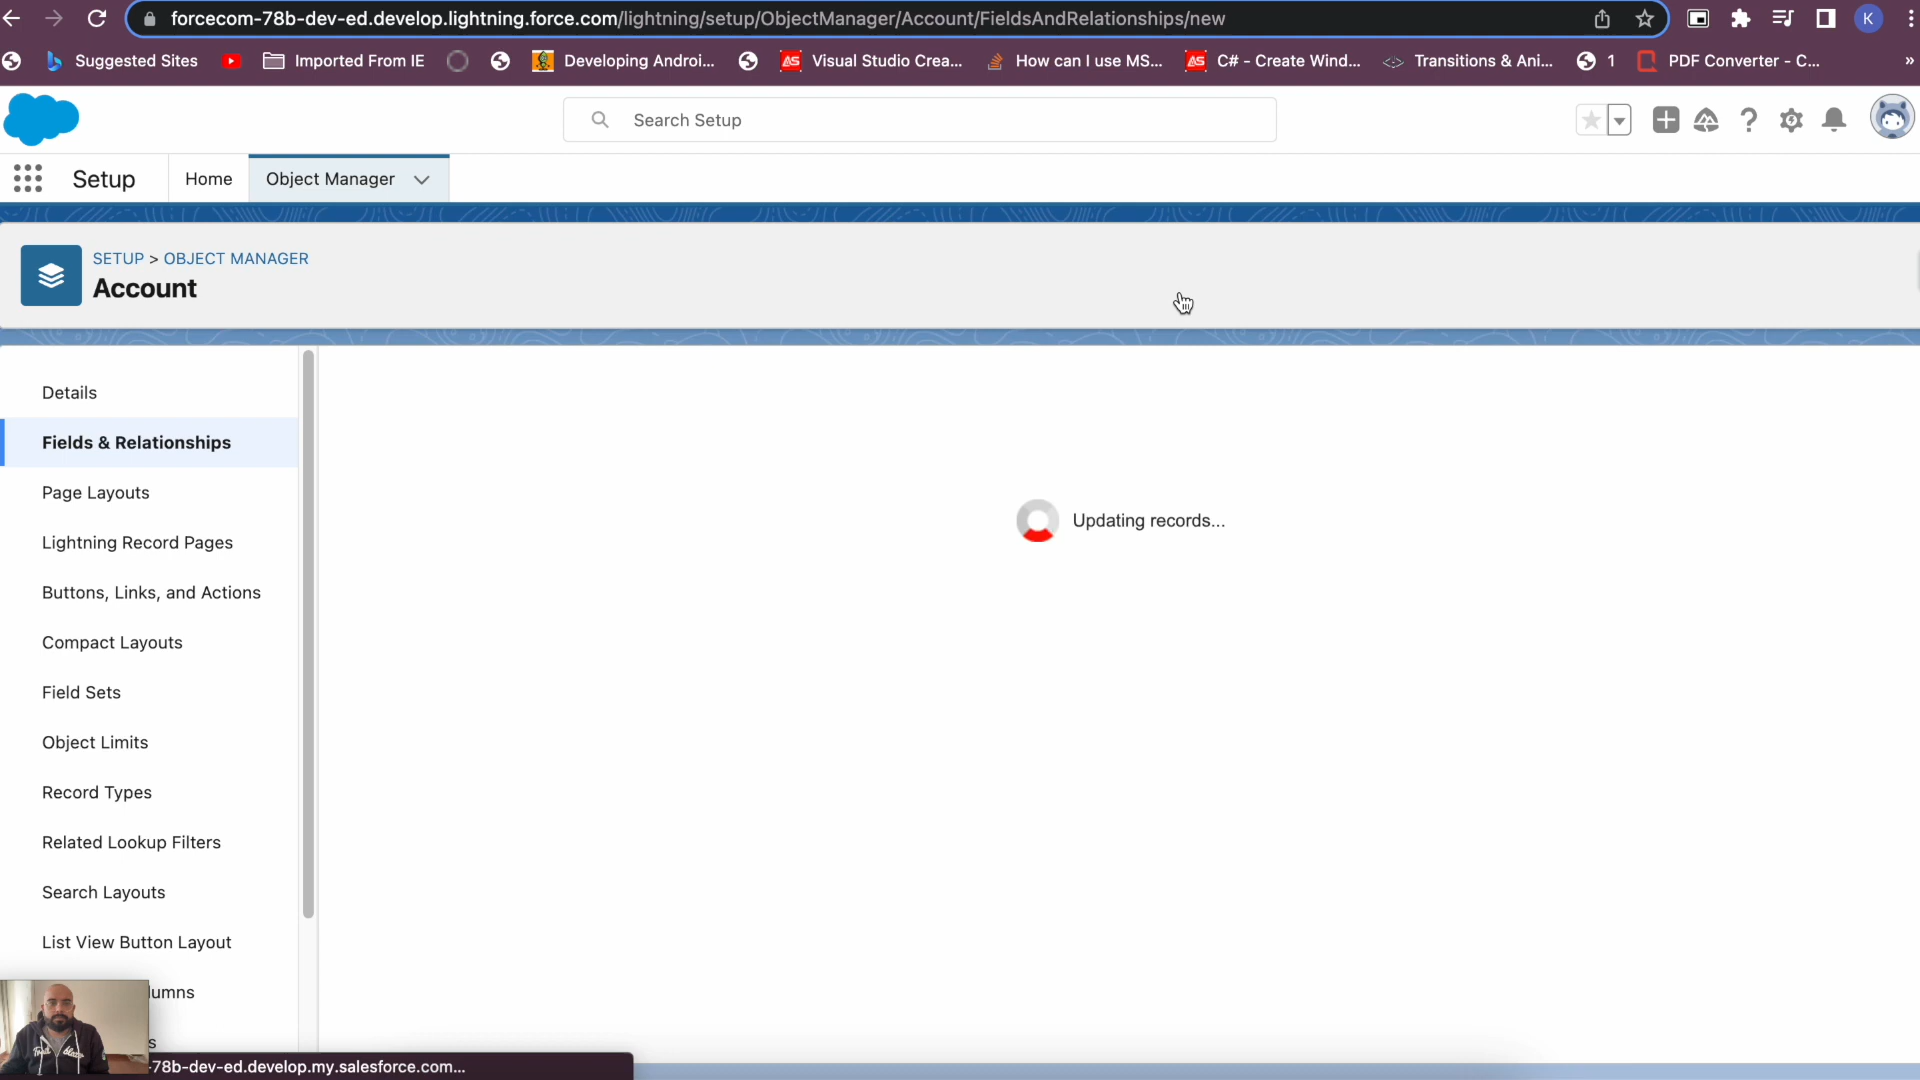 forcecom-78b-dev-ed.develop.lightning.force.com/lightning/setup/ObjectManager/Account/FieldsAndRelationships/new
K
Suggested Sites
Imported From IE
Developing Androi...
Visual Studio Crea...
How can I use MS...
C# - Create Wind...
Transitions & Ani...
1
PDF Converter - C...
»
Search Setup
Setup
Home
Object Manager
SETUP > OBJECT MANAGER
Account
Details
Fields & Relationships
Updating records...
Page Layouts
Lightning Record Pages
Buttons, Links, and Actions
Compact Layouts
Field Sets
Object Limits
Record Types
Related Lookup Filters
Search Layouts
List View Button Layout
lumns
s
-78b-dev-ed.develop.my.salesforce.com...